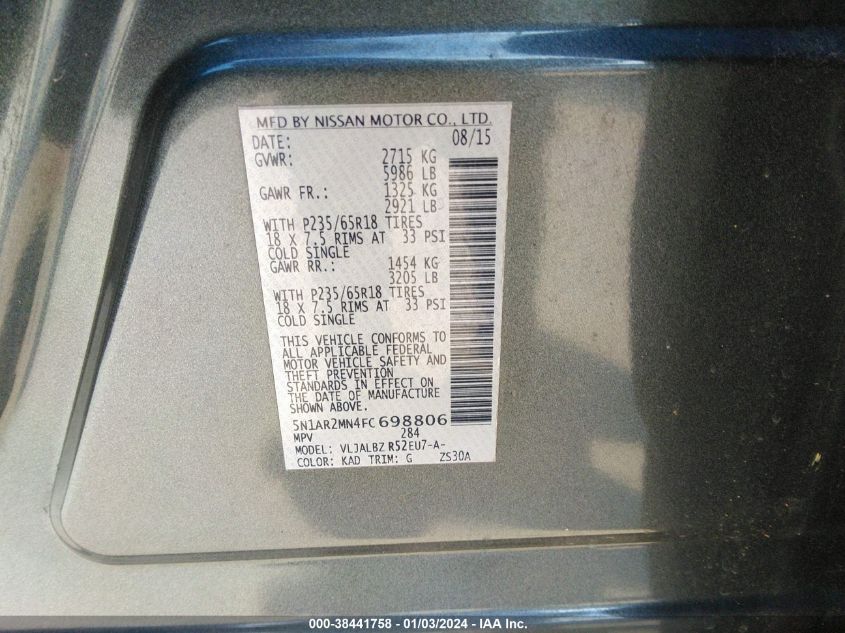 MFD BY NISSAN MOTOR CO., LTD.
DATE: 08/15
GVWR: 2715 KG
5986 LB
GAWR FR.: 1325 KG
2921 LB
WITH P235/65R18 TIRES
18 X 7.5 RIMS AT 33 PSI
COLD SINGLE
GAWR RR.: 1454 KG
3205 LB
WITH P235/65R18 TIRES
18 X 7.5 RIMS AT 33 PSI
COLD SINGLE
THIS VEHICLE CONFORMS TO
ALL APPLICABLE FEDERAL
MOTOR VEHICLE SAFETY AND
THEFT PREVENTION
STANDARDS IN EFFECT ON
THE DATE OF MANUFACTURE
SHOWN ABOVE.
5N1AR2MN4FC698806
MPV 284
MODEL: VLJALBZ R52EU7-A-
COLOR: KAD TRIM: G ZS30A
000-38441758 - 01/03/2024 - IAA Inc.